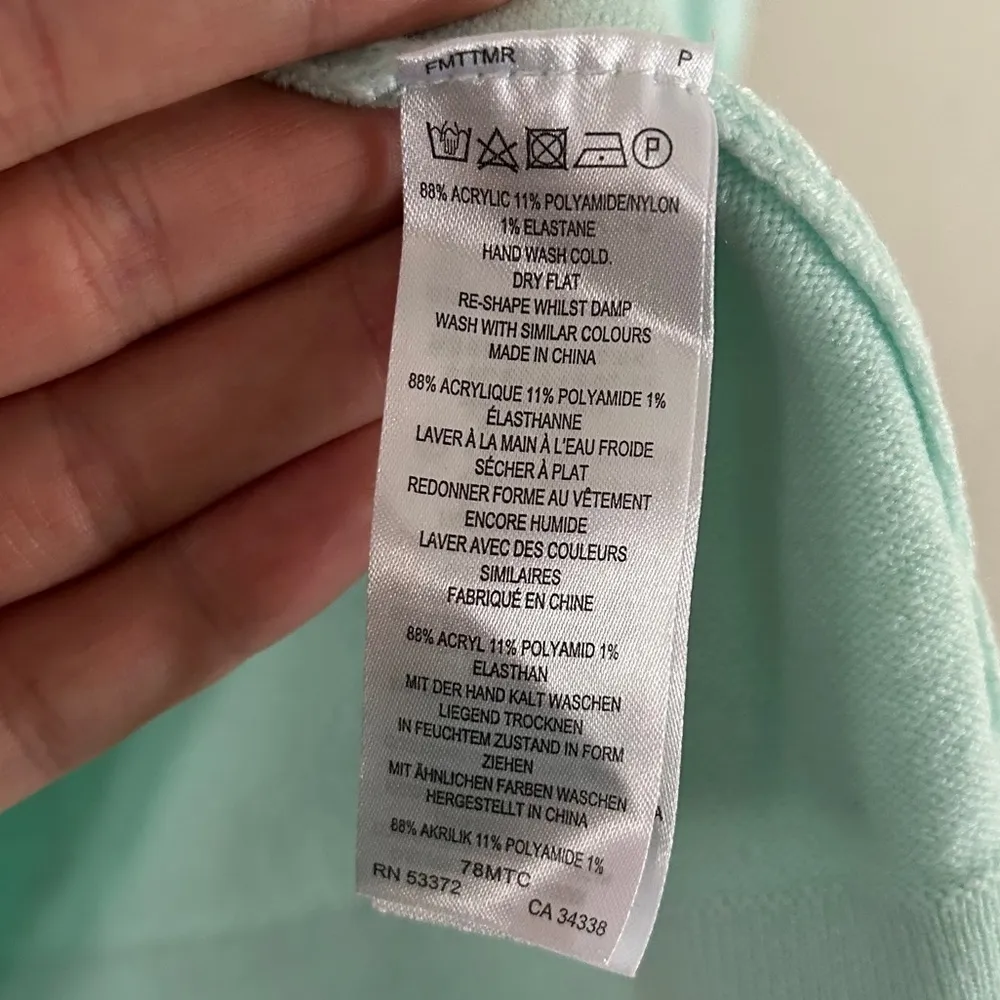 FMTTMR P
P
88% ACRYLIC 11% POLYAMIDE/NYLON
1% ELASTANE
HAND WASH COLD.
DRY FLAT
RE-SHAPE WHILST DAMP
WASH WITH SIMILAR COLOURS
MADE IN CHINA
88% ACRYLIQUE 11% POLYAMIDE 1%
ÉLASTHANNE
LAVER À LA MAIN À L'EAU FROIDE
SÉCHER À PLAT
REDONNER FORME AU VÊTEMENT
ENCORE HUMIDE
LAVER AVEC DES COULEURS
SIMILAIRES
FABRIQUÉ EN CHINE
88% ACRYL 11% POLYAMID 1%
ELASTHAN
MIT DER HAND KALT WASCHEN
LIEGEND TROCKNEN
IN FEUCHTEM ZUSTAND IN FORM
ZIEHEN
MIT ÄHNLICHEN FARBEN WASCHEN
HERGESTELLT IN CHINA
88% AKRILIK 11% POLYAMIDE 1%
78MTC
RN 53372
CA 34338